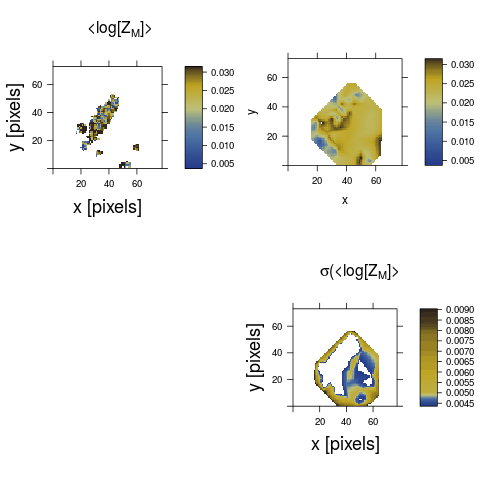 <log[Z_M]>
60
40
20
20 40 60
x [pixels]
y [pixels]
0.030
0.025
0.020
0.015
0.010
0.005
60
40
20
20 40 60
x
y
0.030
0.025
0.020
0.015
0.010
0.005
σ(<log[Z_M]>
60
40
20
20 40 60
x [pixels]
y [pixels]
0.0090
0.0085
0.0080
0.0075
0.0070
0.0065
0.0060
0.0055
0.0050
0.0045